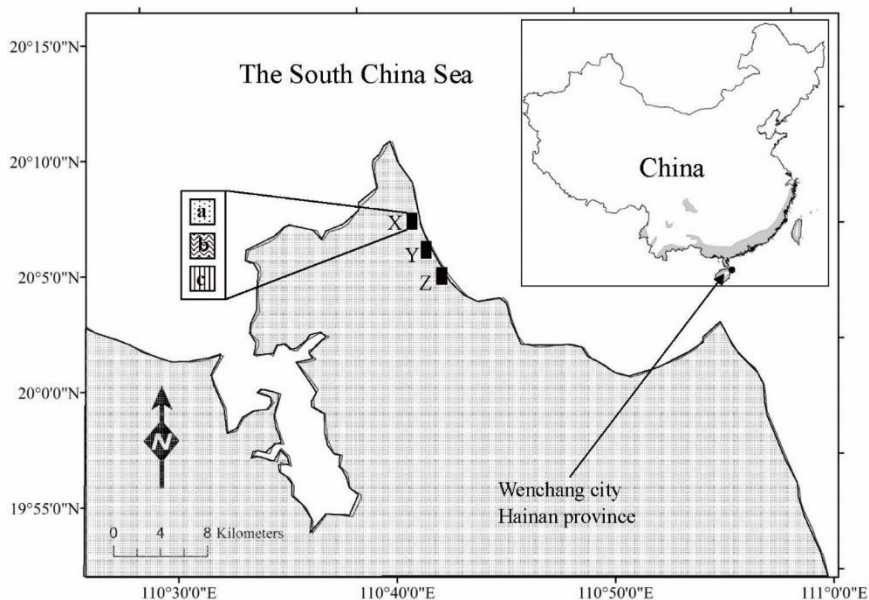 20°15'0"N
The South China Sea
China
20°10'0"N
a
X
b
Y
20°5'0"N
c
Z
20°0'0"N
N
Wenchang city
Hainan province
19°55'0"N
0 4 8 Kilometers
110°30'0"E
110°40'0"E
110°50'0"E
111°0'0"E